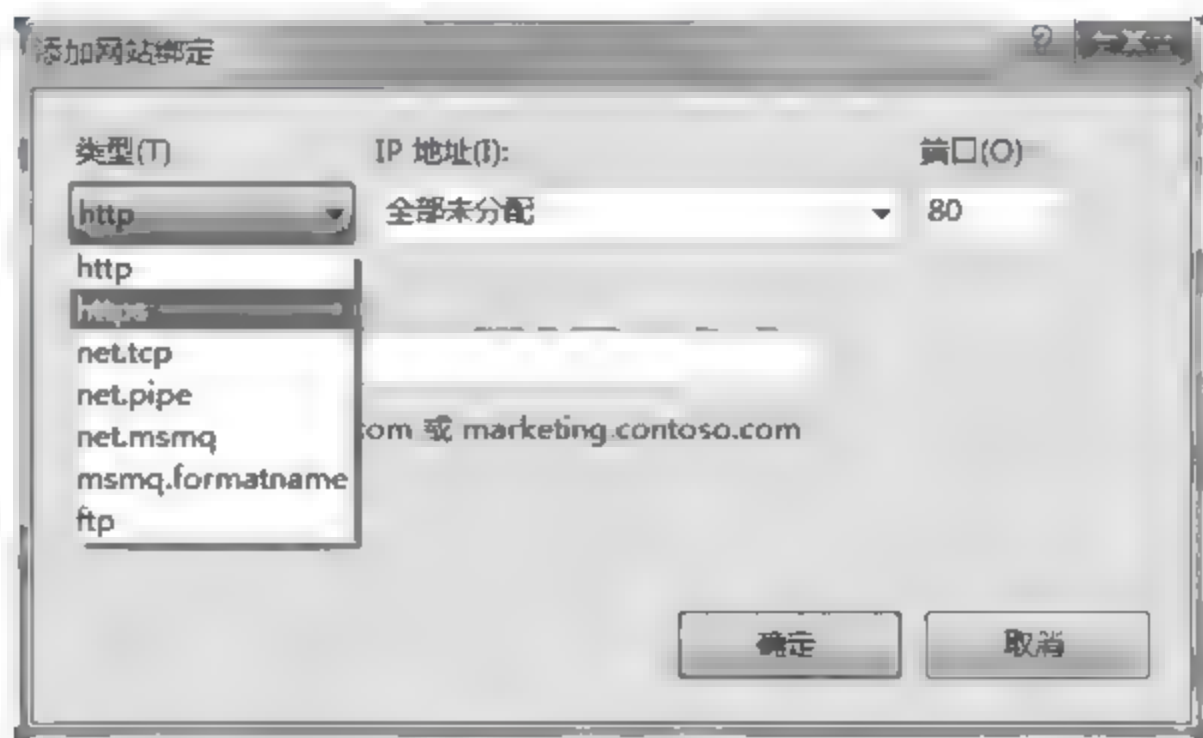 添加网站绑定
类型(T) IP 地址(I): 端口(O)
http 全部未分配 80
http
https
net.tcp
net.pipe
net.msmq
com 或 marketing.contoso.com
msmq.formatname
ftp
确定 取消